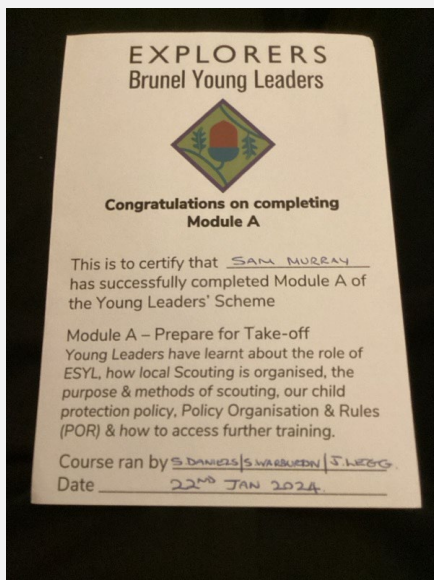 EXPLORERS
Brunel Young Leaders
Congratulations on completing
Module A
This is to certify that SAM MURRAY
has successfully completed Module A of
the Young Leaders' Scheme
Module A – Prepare for Take-off
Young Leaders have learnt about the role of
ESYL, how local Scouting is organised, the
purpose & methods of scouting, our child
protection policy, Policy Organisation & Rules
(POR) & how to access further training.
Course ran by S DANIELS|S.WARBURTON|J.WEGG.
Date 22ND JAN 2024.